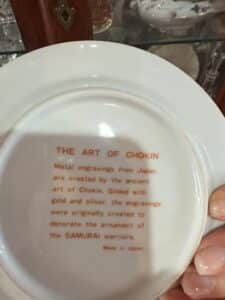 THE ART OF CHOKIN
Metal engravings from Japan
are created by the ancient
art of Chokin. Gilded with
gold and silver, the engravings
were originally created to
decorate the armament of
the SAMURAI warriors.
Made in Japan